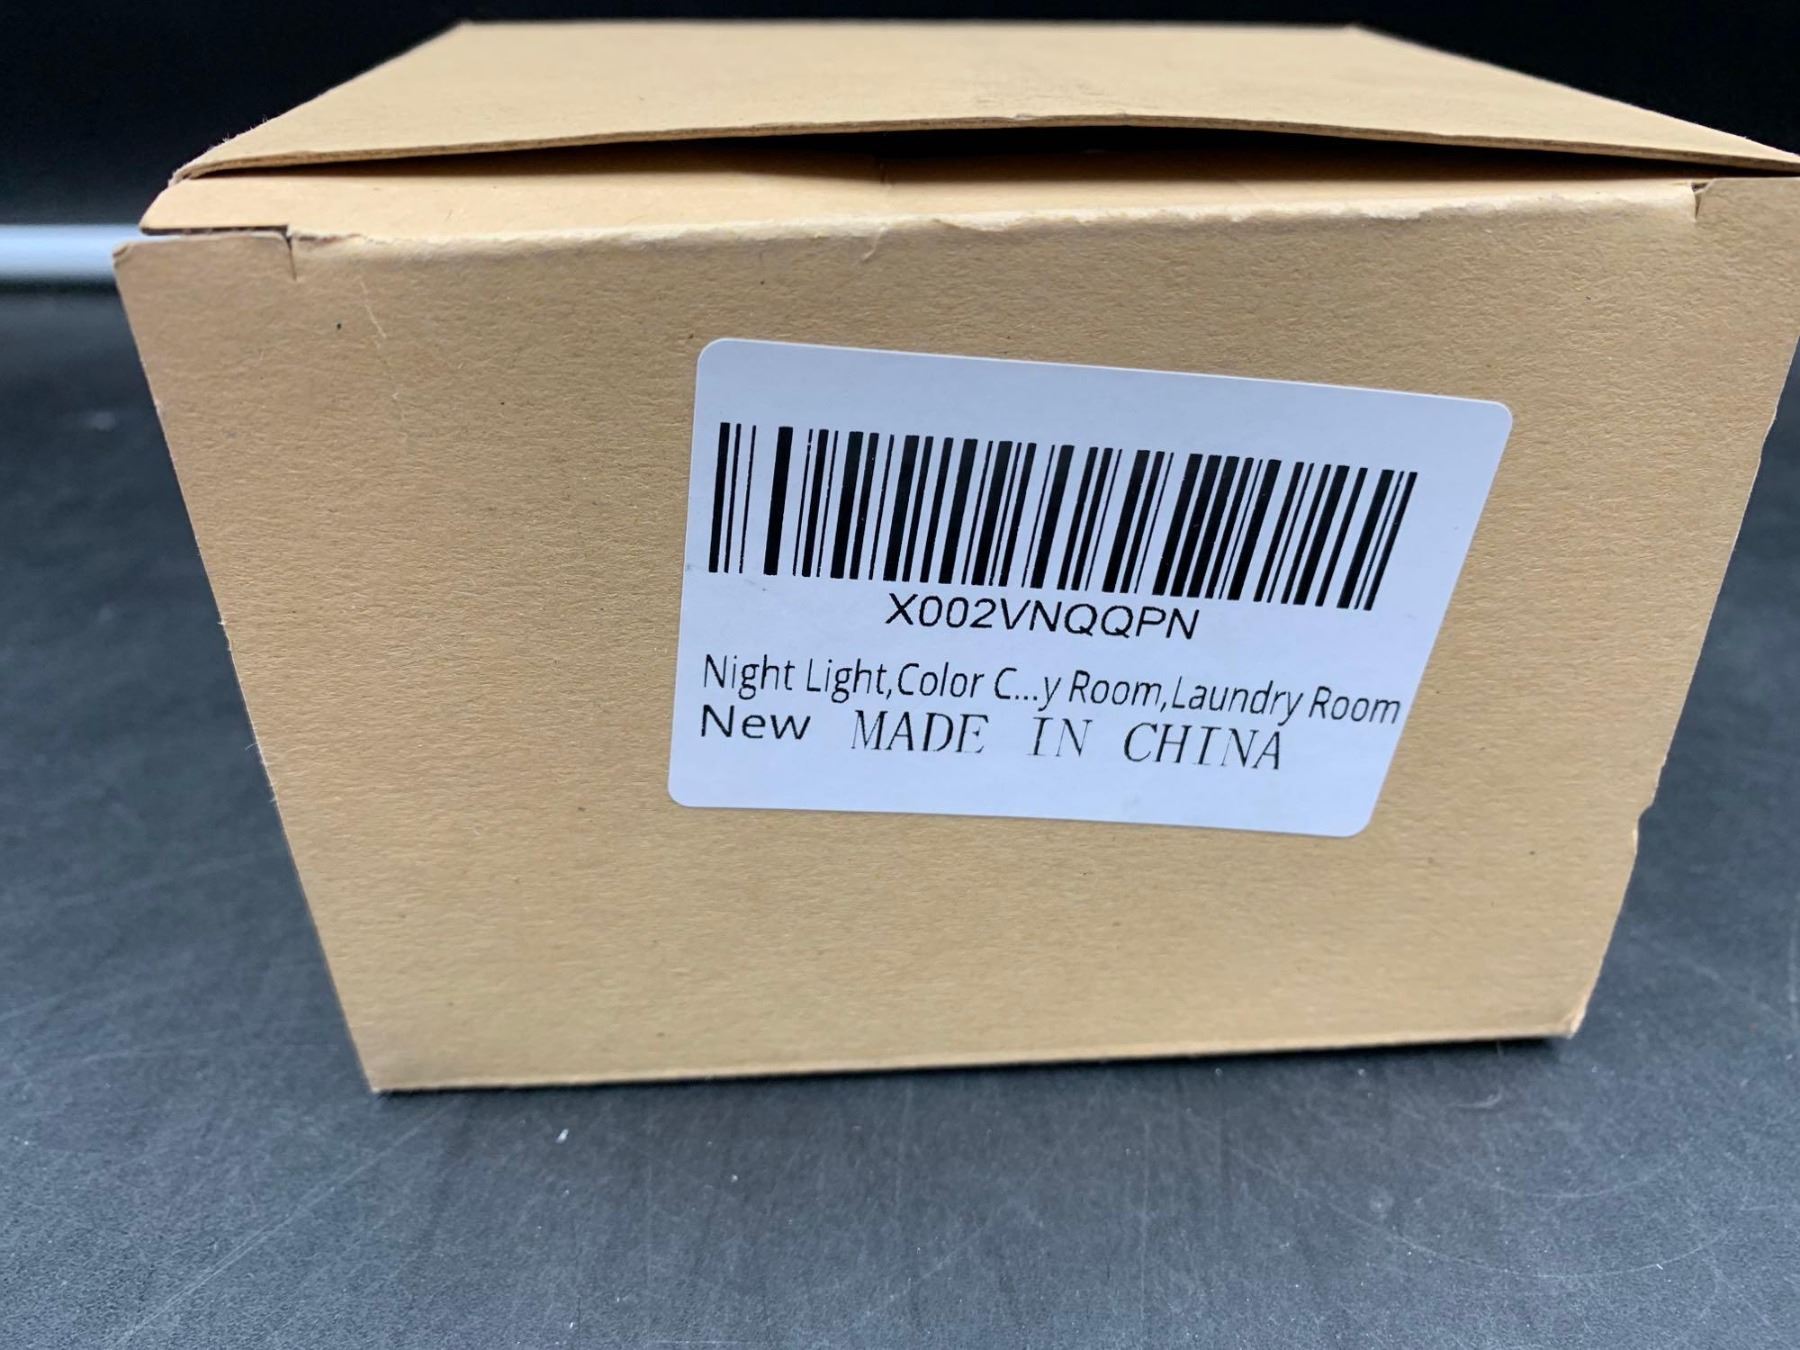 X002VNQQPN
Night Light,Color C...y Room,Laundry Room
New MADE IN CHINA